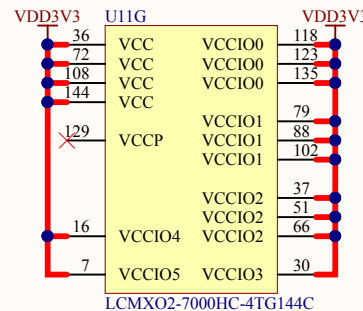 VDD3V3 U11G VDD3V3
36 VCC VCCIO0 118
72 VCC VCCIO0 123
108 VCC VCCIO0 135
144 VCC
VCCIO1 79
129 VCCP VCCIO1 88
VCCIO1 102
VCCIO2 37
VCCIO2 51
16 VCCIO4 VCCIO2 66
7 VCCIO5 VCCIO3 30
LCMXO2-7000HC-4TG144C